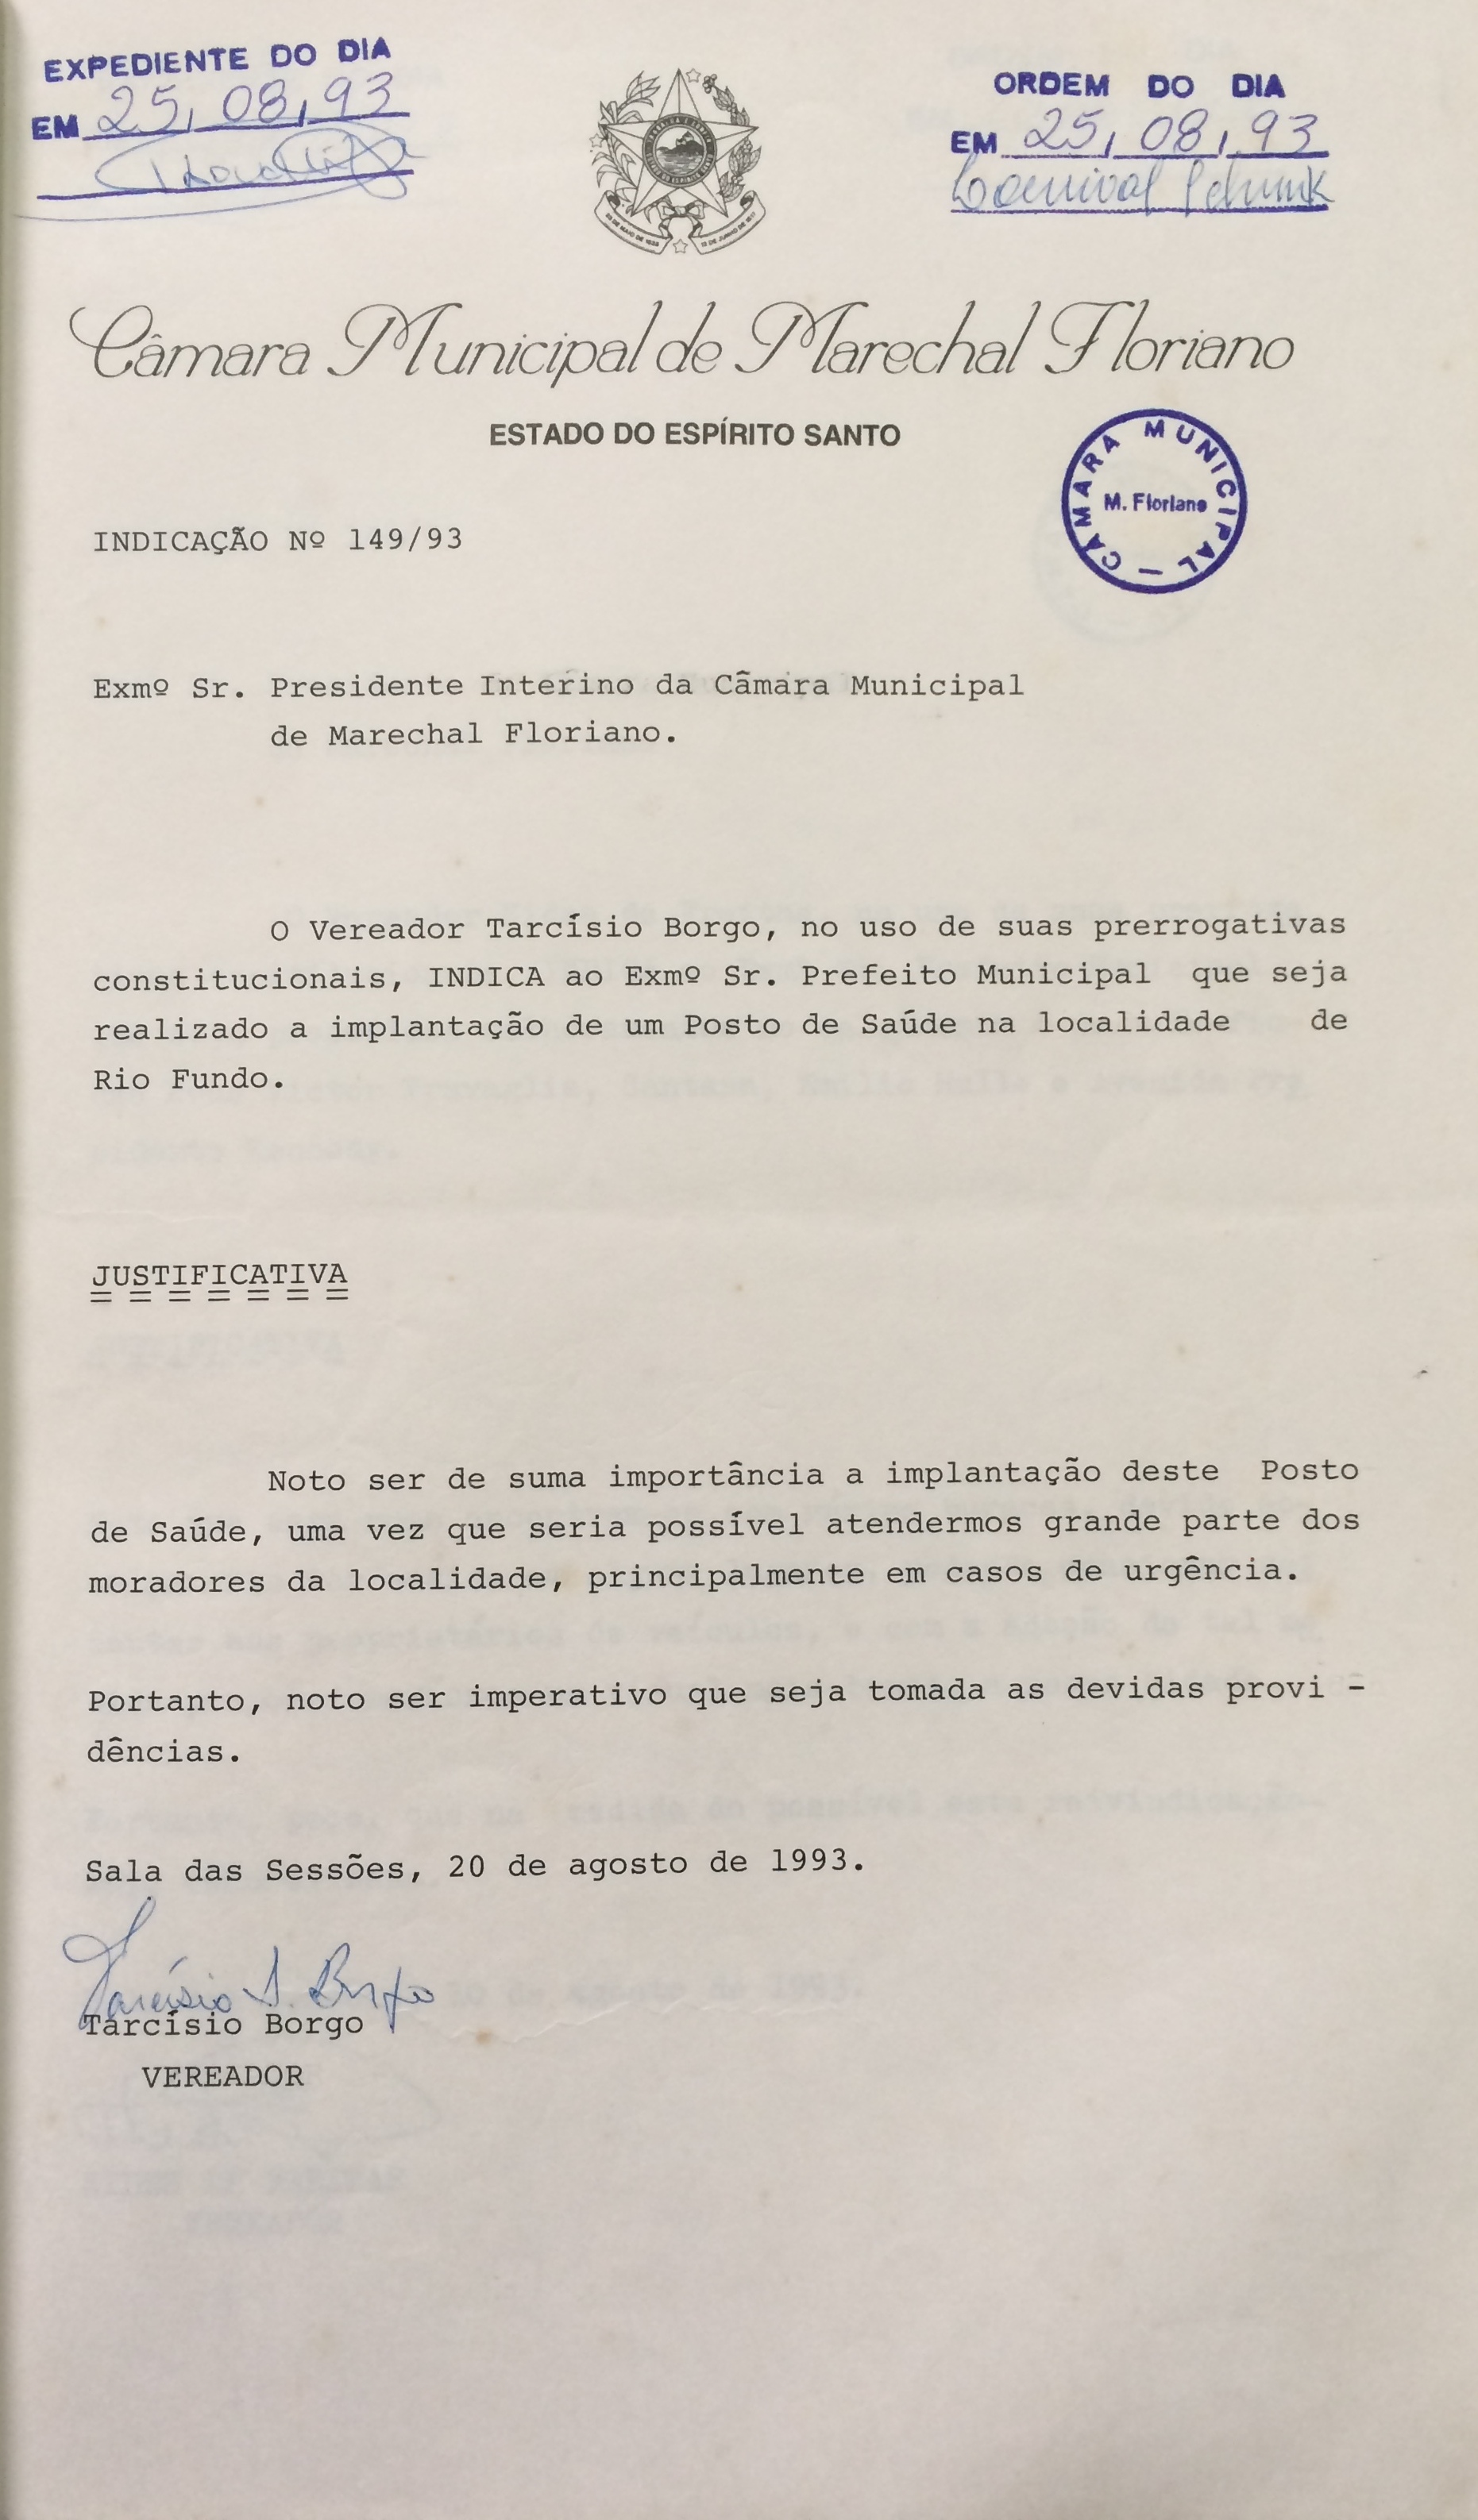 EXPEDIENTE DO DIA
EM 25,08,93
ORDEM DO DIA
EM 25,08,93
Câmara Municipal de Marechal Floriano
ESTADO DO ESPÍRITO SANTO
CÂMARA MUNICIPAL —
M. Floriano
INDICAÇÃO Nº 149/93
Exmº Sr. Presidente Interino da Câmara Municipal
de Marechal Floriano.
O Vereador Tarcísio Borgo, no uso de suas prerrogativas
constitucionais, INDICA ao Exmº Sr. Prefeito Municipal que seja
realizado a implantação de um Posto de Saúde na localidade de
Rio Fundo.
JUSTIFICATIVA
Noto ser de suma importância a implantação deste Posto
de Saúde, uma vez que seria possível atendermos grande parte dos
moradores da localidade, principalmente em casos de urgência.
Portanto, noto ser imperativo que seja tomada as devidas provi -
dências.
Sala das Sessões, 20 de agosto de 1993.
Tarcísio Borgo
Tarcísio Borgo
VEREADOR